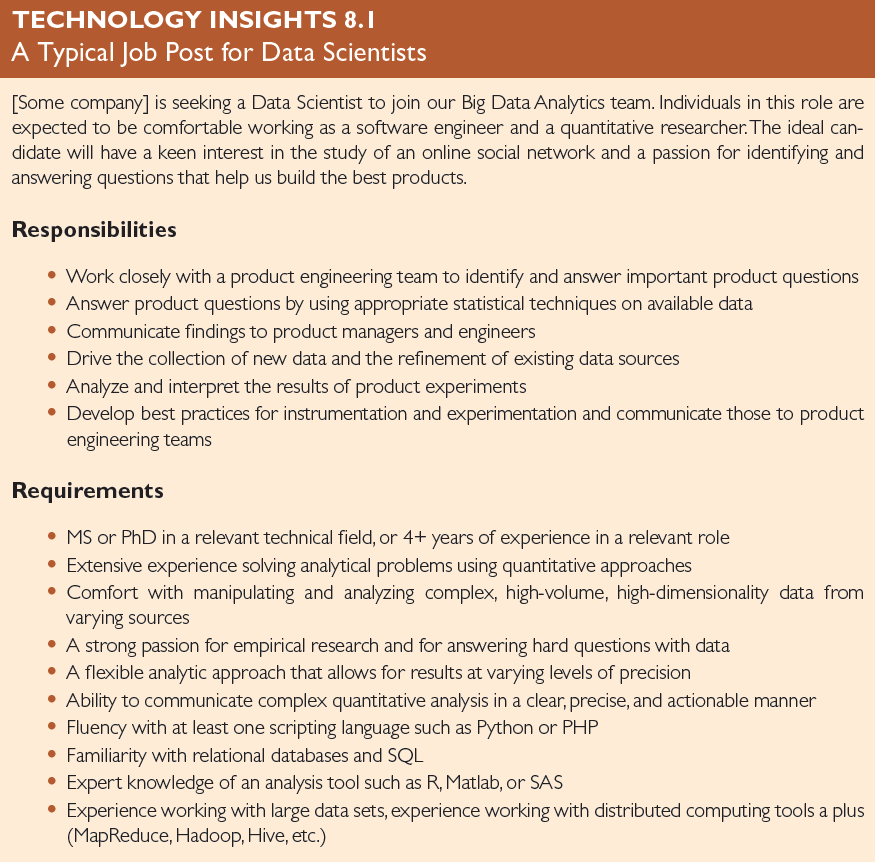 TECHNOLOGY INSIGHTS 8.1
A Typical Job Post for Data Scientists
[Some company] is seeking a Data Scientist to join our Big Data Analytics team. Individuals in this role are
expected to be comfortable working as a software engineer and a quantitative researcher. The ideal can-
didate will have a keen interest in the study of an online social network and a passion for identifying and
answering questions that help us build the best products.
Responsibilities
• Work closely with a product engineering team to identify and answer important product questions
• Answer product questions by using appropriate statistical techniques on available data
• Communicate findings to product managers and engineers
• Drive the collection of new data and the refinement of existing data sources
• Analyze and interpret the results of product experiments
• Develop best practices for instrumentation and experimentation and communicate those to product
engineering teams
Requirements
• MS or PhD in a relevant technical field, or 4+ years of experience in a relevant role
• Extensive experience solving analytical problems using quantitative approaches
• Comfort with manipulating and analyzing complex, high-volume, high-dimensionality data from
varying sources
• A strong passion for empirical research and for answering hard questions with data
• A flexible analytic approach that allows for results at varying levels of precision
• Ability to communicate complex quantitative analysis in a clear, precise, and actionable manner
• Fluency with at least one scripting language such as Python or PHP
• Familiarity with relational databases and SQL
• Expert knowledge of an analysis tool such as R, Matlab, or SAS
• Experience working with large data sets, experience working with distributed computing tools a plus
(MapReduce, Hadoop, Hive, etc.)